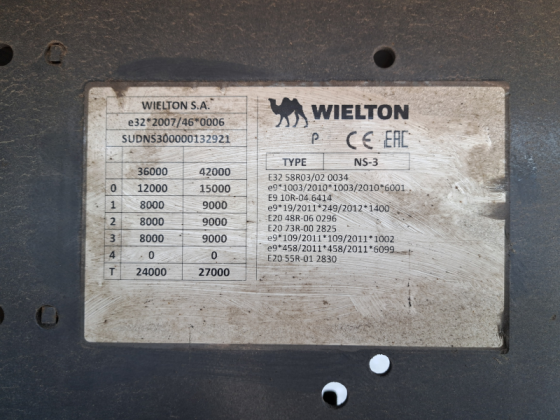 WIELTON S.A.
e32*2007/46*0006
SUDNS300000132921
36000 42000
0 12000 15000
1 8000 9000
2 8000 9000
3 8000 9000
4 0 0
T 24000 27000
WIELTON
P CE EAC
TYPE NS-3
E32 58R03/02 0034
e9*1003/2010*1003/2010*6001
E9 10R-04 6414
e9*19/2011*249/2012*1400
E20 48R-06 0296
E20 73R-00 2825
e9*109/2011*109/2011*1002
e9*458/2011*458/2011*6099
E20 55R-01 2830